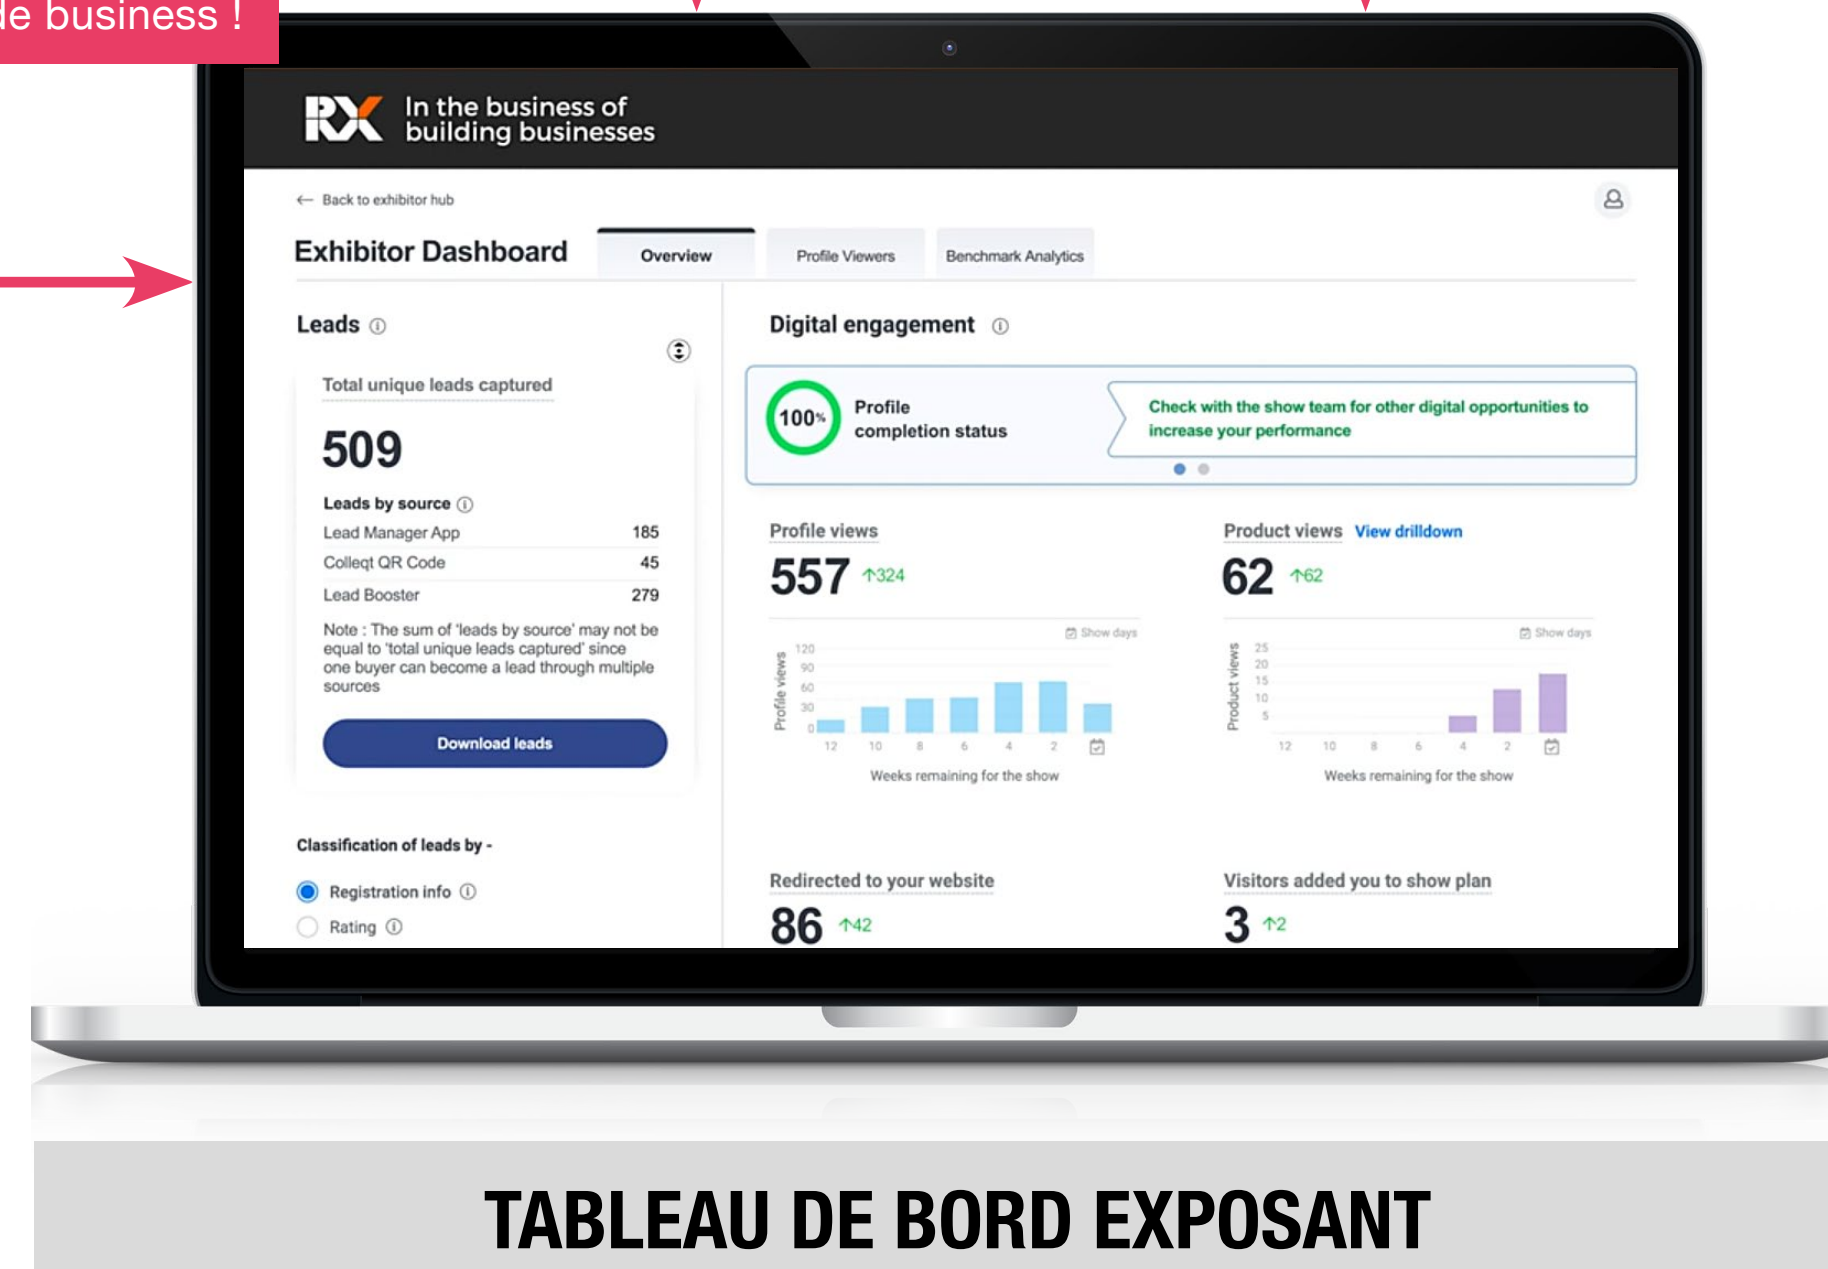 de business !
RX
In the business of
building businesses
← Back to exhibitor hub
Exhibitor Dashboard
Overview
Profile Viewers
Benchmark Analytics
Leads
Total unique leads captured
509
Leads by source
Lead Manager App 185
Colleqt QR Code 45
Lead Booster 279
Note : The sum of 'leads by source' may not be
equal to 'total unique leads captured' since
one buyer can become a lead through multiple
sources
Download leads
Classification of leads by -
Registration info
Rating
Digital engagement
100%
Profile
completion status
Check with the show team for other digital opportunities to
increase your performance
Profile views
557 ↑324
Show days
Profile views
120
90
60
30
0
12 10 8 6 4 2
Weeks remaining for the show
Product views View drilldown
62 ↑62
Show days
Product views
25
20
15
10
5
12 10 8 6 4 2
Weeks remaining for the show
Redirected to your website
86 ↑42
Visitors added you to show plan
3 ↑2
TABLEAU DE BORD EXPOSANT